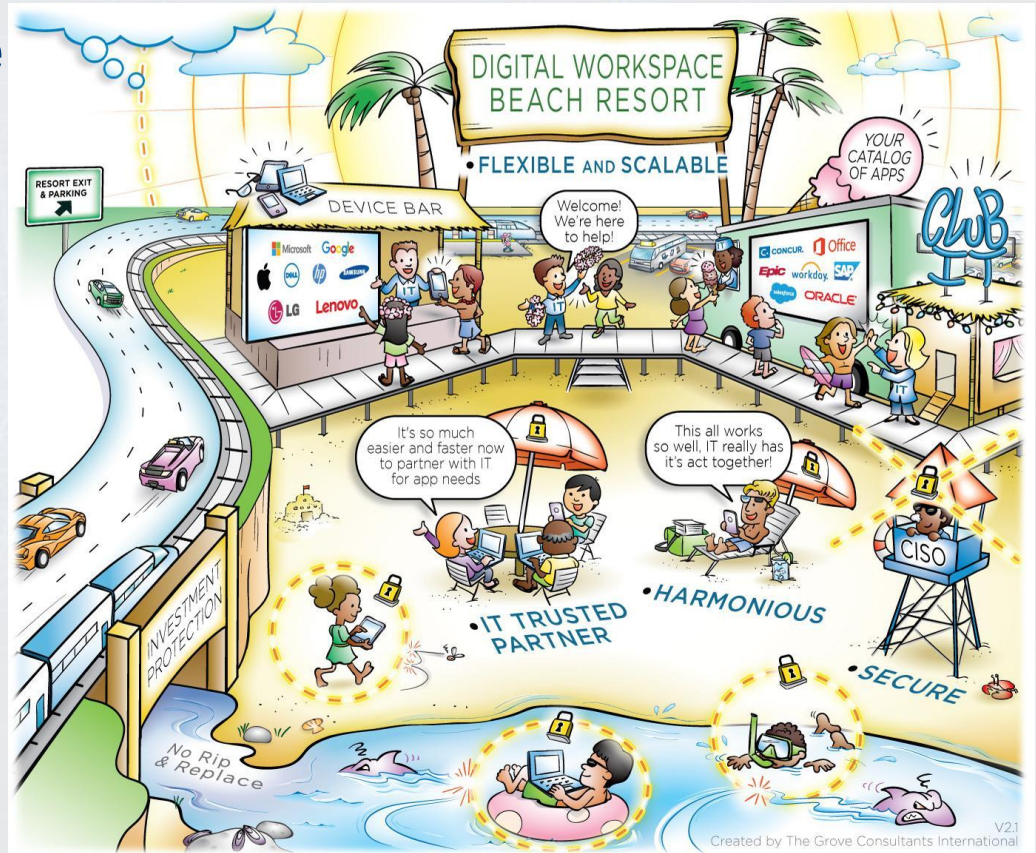 e
DIGITAL WORKSPACE
BEACH RESORT
• FLEXIBLE AND SCALABLE
YOUR
CATALOG
OF APPS
RESORT EXIT
& PARKING
DEVICE BAR
Welcome!
We're here
to help!
CLUB
IT
Microsoft Google
DELL hp SAMSUNG
LG Lenovo
IT
IT
CONCUR. Office
Epic workday. SAP
salesforce ORACLE
IT
It's so much
easier and faster now
to partner with IT
for app needs
This all works
so well, IT really has
it's act together!
CISO
INVESTMENT
PROTECTION
• IT TRUSTED
PARTNER
• HARMONIOUS
• SECURE
No Rip
& Replace
V2.1
Created by The Grove Consultants International